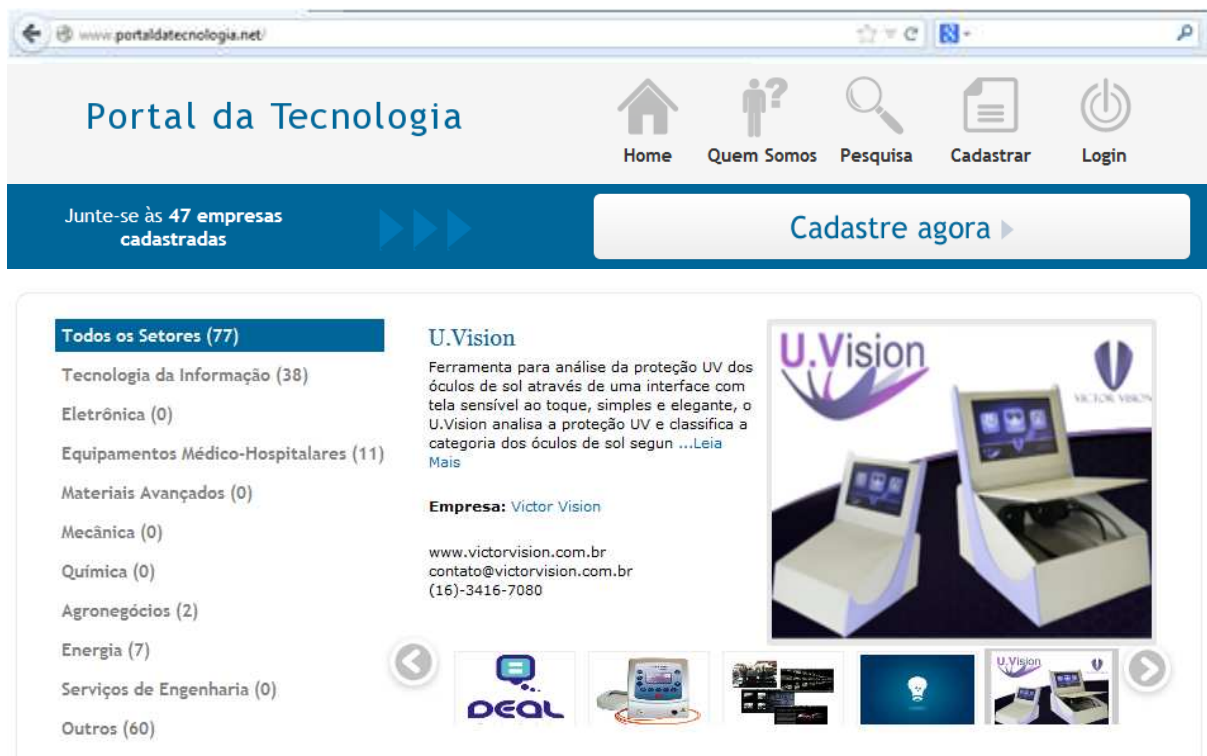 www.portaldatecnologia.net/
Portal da Tecnologia
Home
Quem Somos
Pesquisa
Cadastrar
Login
Junte-se às 47 empresas
cadastradas
Cadastre agora
Todos os Setores (77)
Tecnologia da Informação (38)
Eletrônica (0)
Equipamentos Médico-Hospitalares (11)
Materiais Avançados (0)
Mecânica (0)
Química (0)
Agronegócios (2)
Energia (7)
Serviços de Engenharia (0)
Outros (60)
U.Vision
Ferramenta para análise da proteção UV dos
óculos de sol através de uma interface com
tela sensível ao toque, simples e elegante, o
U.Vision analisa a proteção UV e classifica a
categoria dos óculos de sol segun ...Leia
Mais
Empresa: Victor Vision
www.victorvision.com.br
contato@victorvision.com.br
(16)-3416-7080
U.Vision
VICTOR VISION
DEAL
U.Vision